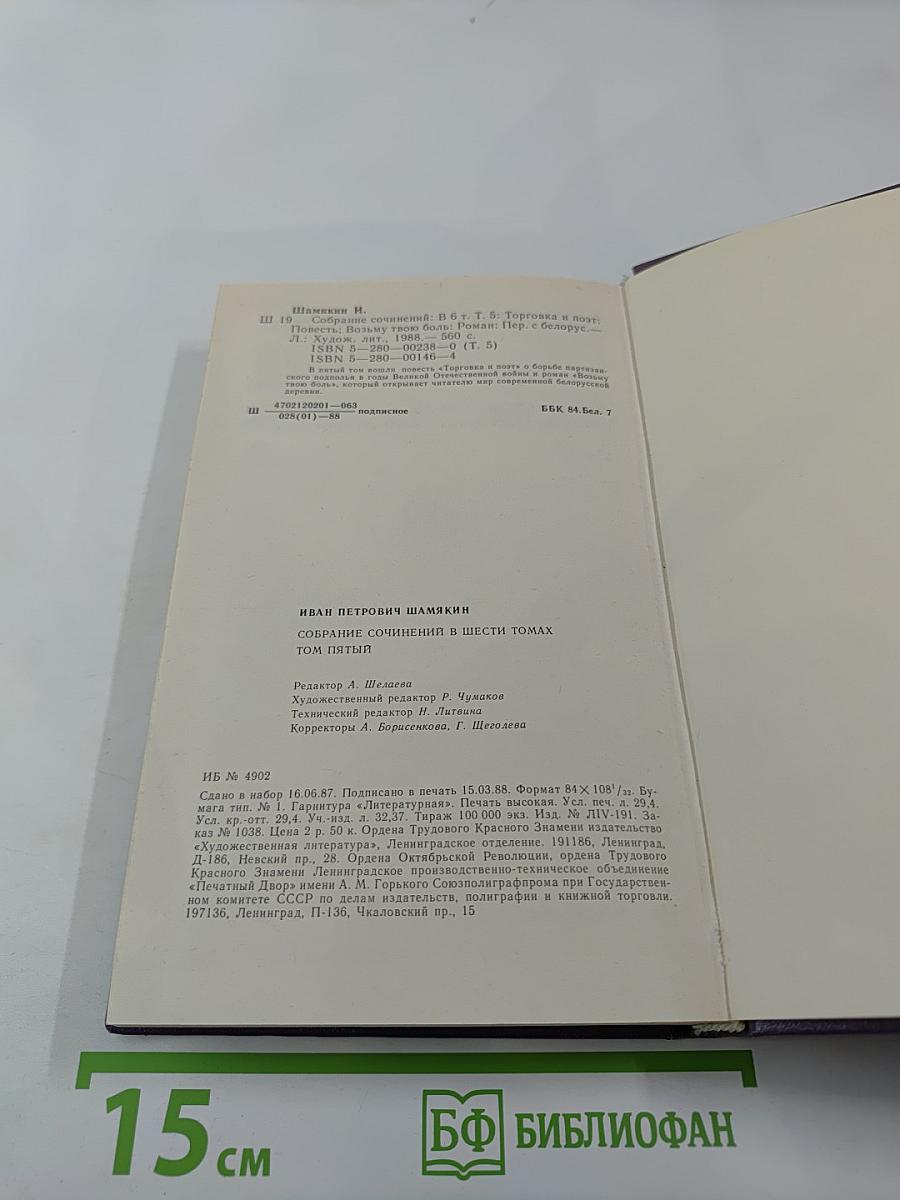 Шамякин И.
Ш 19 Собрание сочинений: В 6 т. Т. 5: Торговка и поэт:
Повесть; Возьму твою боль: Роман: Пер. с белорус.—
Л.: Худож. лит., 1988.— 560 с.
ISBN 5—280—00238—0 (Т. 5)
ISBN 5—280—00146—4
В пятый том вошли повесть «Торговка и поэт» о борьбе партизан-
ского подполья в годы Великой Отечественной войны и роман «Возьму
твою боль», который открывает читателю мир современной белорусской
деревни.
Ш 4702120201—063
028(01)—88 подписное ББК 84.Бел. 7
ИВАН ПЕТРОВИЧ ШАМЯКИН
СОБРАНИЕ СОЧИНЕНИЙ В ШЕСТИ ТОМАХ
ТОМ ПЯТЫЙ
Редактор А. Шелаева
Художественный редактор Р. Чумаков
Технический редактор Н. Литвина
Корректоры А. Борисенкова, Г. Щеголева
ИБ № 4902
Сдано в набор 16.06.87. Подписано в печать 15.03.88. Формат 84×108¹/₃₂. Бу-
мага тип. № 1. Гарнитура «Литературная». Печать высокая. Усл. печ. л. 29,4.
Усл. кр.-отт. 29,4. Уч.-изд. л. 32,37. Тираж 100 000 экз. Изд. № ЛIV-191. За-
каз № 1038. Цена 2 р. 50 к. Ордена Трудового Красного Знамени издательство
«Художественная литература», Ленинградское отделение. 191186, Ленинград,
Д-186, Невский пр., 28. Ордена Октябрьской Революции, ордена Трудового
Красного Знамени Ленинградское производственно-техническое объединение
«Печатный Двор» имени А. М. Горького Союзполиграфпрома при Государствен-
ном комитете СССР по делам издательств, полиграфии и книжной торговли.
197136, Ленинград, П-136, Чкаловский пр., 15
15 см
БФ БИБЛИОФАН